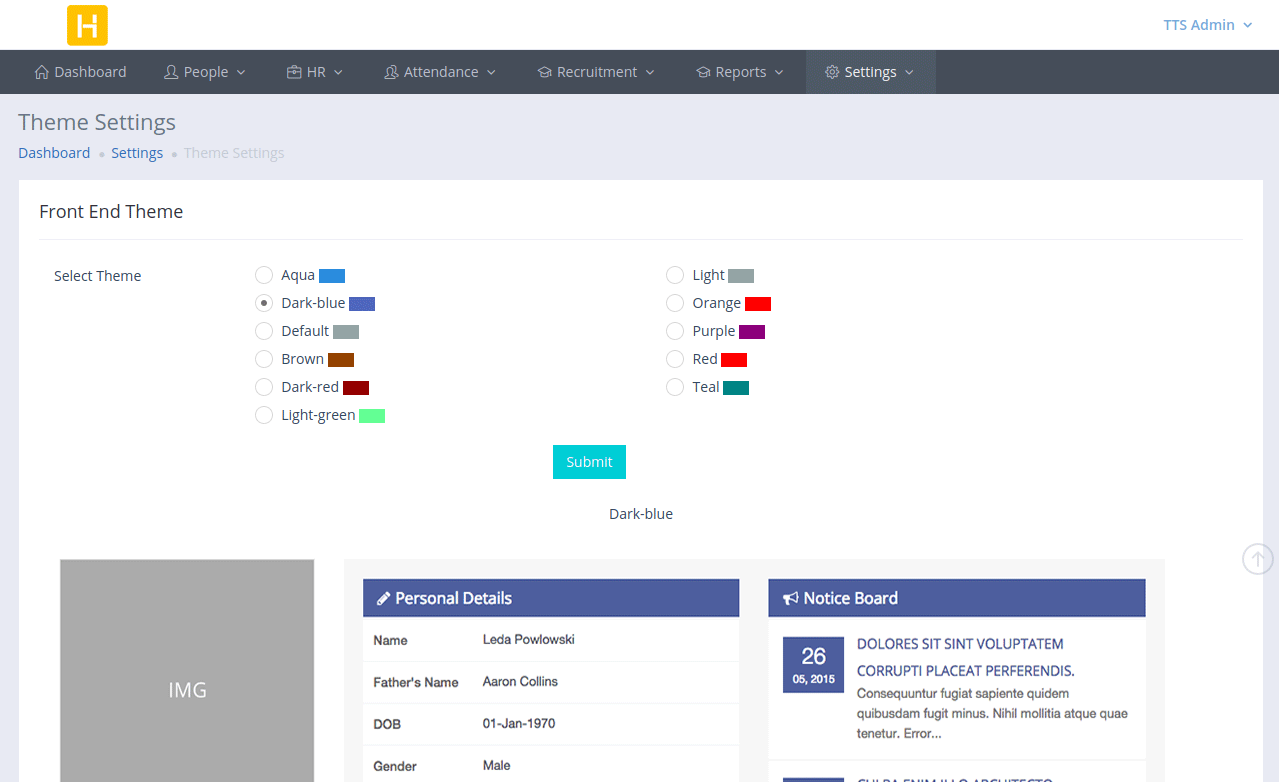 H
TTS Admin
Dashboard People HR Attendance Recruitment Reports Settings
Theme Settings
Dashboard Settings Theme Settings
Front End Theme
Select Theme
Aqua
Dark-blue
Default
Brown
Dark-red
Light-green
Light
Orange
Purple
Red
Teal
Submit
Dark-blue
IMG
Personal Details
Name Leda Powlowski
Father's Name Aaron Collins
DOB 01-Jan-1970
Gender Male
Notice Board
26
05, 2015
DOLORES SIT SINT VOLUPTATEM
CORRUPTI PLACEAT PERFERENDIS.
Consequuntur fugiat sapiente quidem
quibusdam fugit minus. Nihil mollitia atque quae
tenetur. Error...